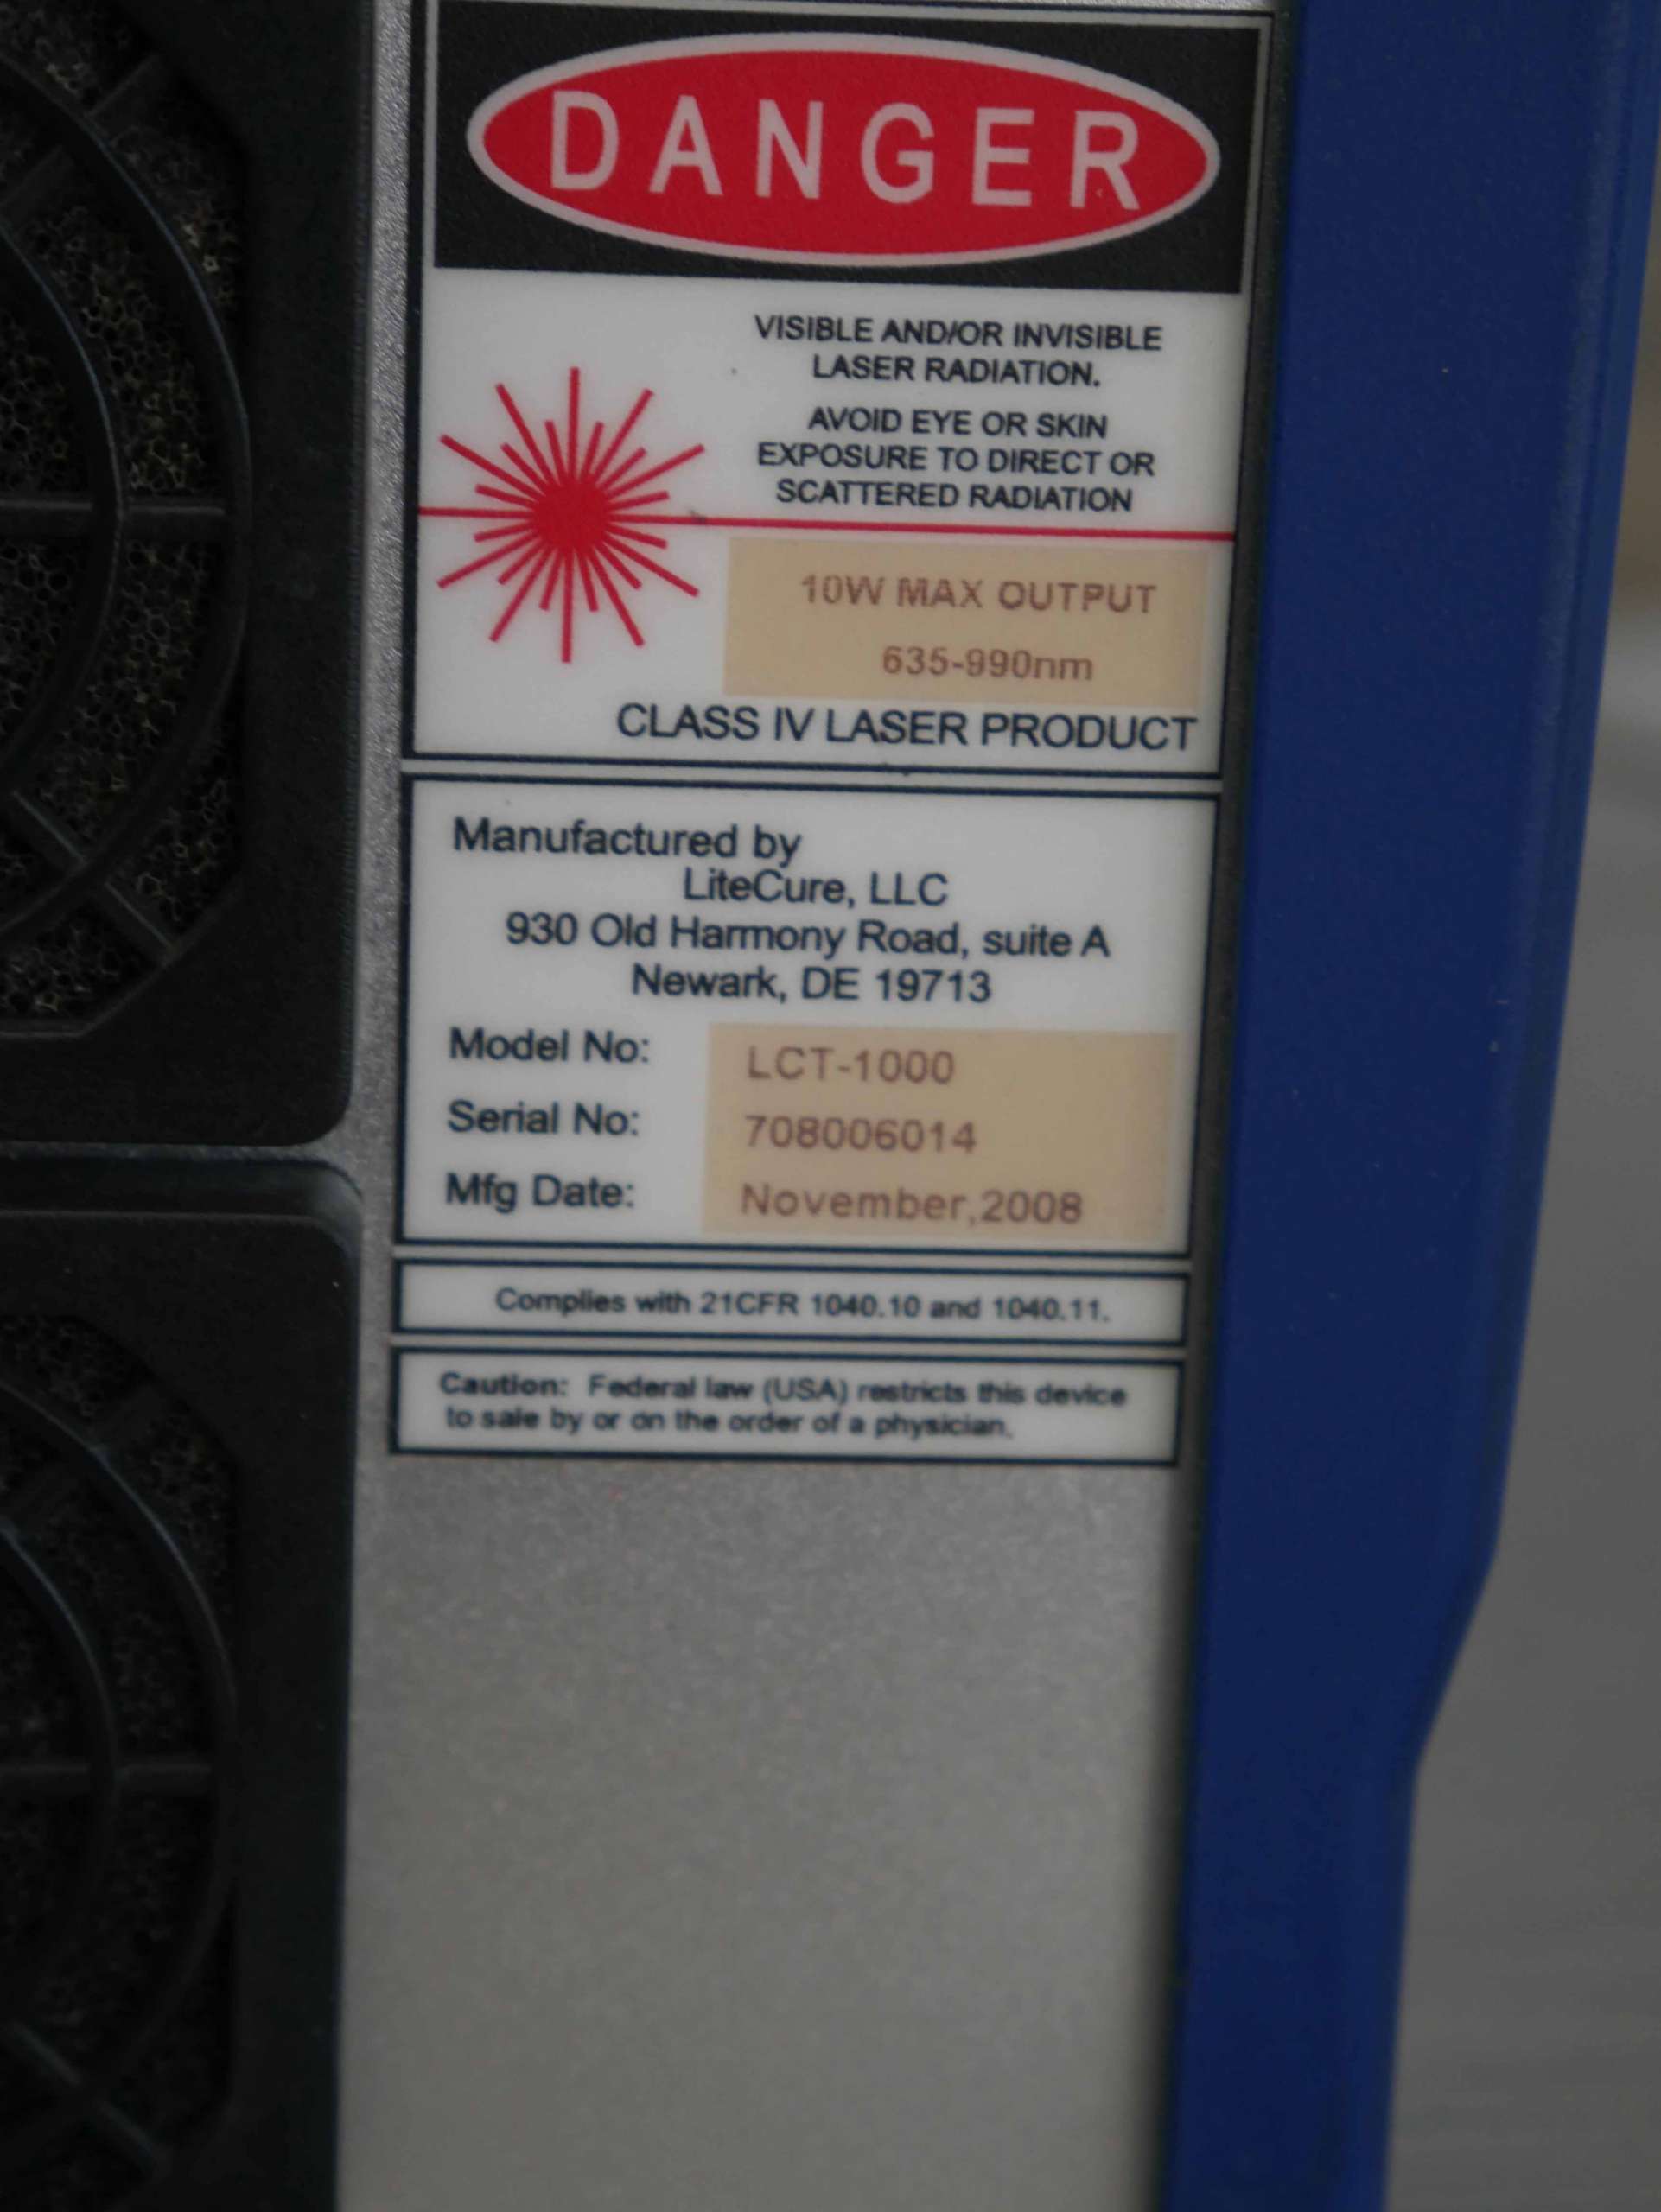 DANGER
VISIBLE AND/OR INVISIBLE
LASER RADIATION.
AVOID EYE OR SKIN
EXPOSURE TO DIRECT OR
SCATTERED RADIATION
10W MAX OUTPUT
635-990nm
CLASS IV LASER PRODUCT
Manufactured by
LiteCure, LLC
930 Old Harmony Road, suite A
Newark, DE 19713
Model No: LCT-1000
Serial No: 708006014
Mfg Date: November,2008
Complies with 21CFR 1040.10 and 1040.11.
Caution: Federal law (USA) restricts this device
to sale by or on the order of a physician.